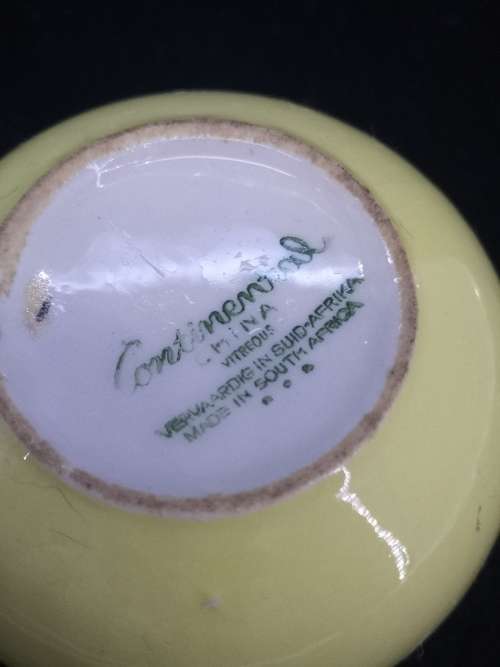 Continental
CHINA
VITREOUS
VERVAARDIG IN SUID-AFRIKA
MADE IN SOUTH AFRICA